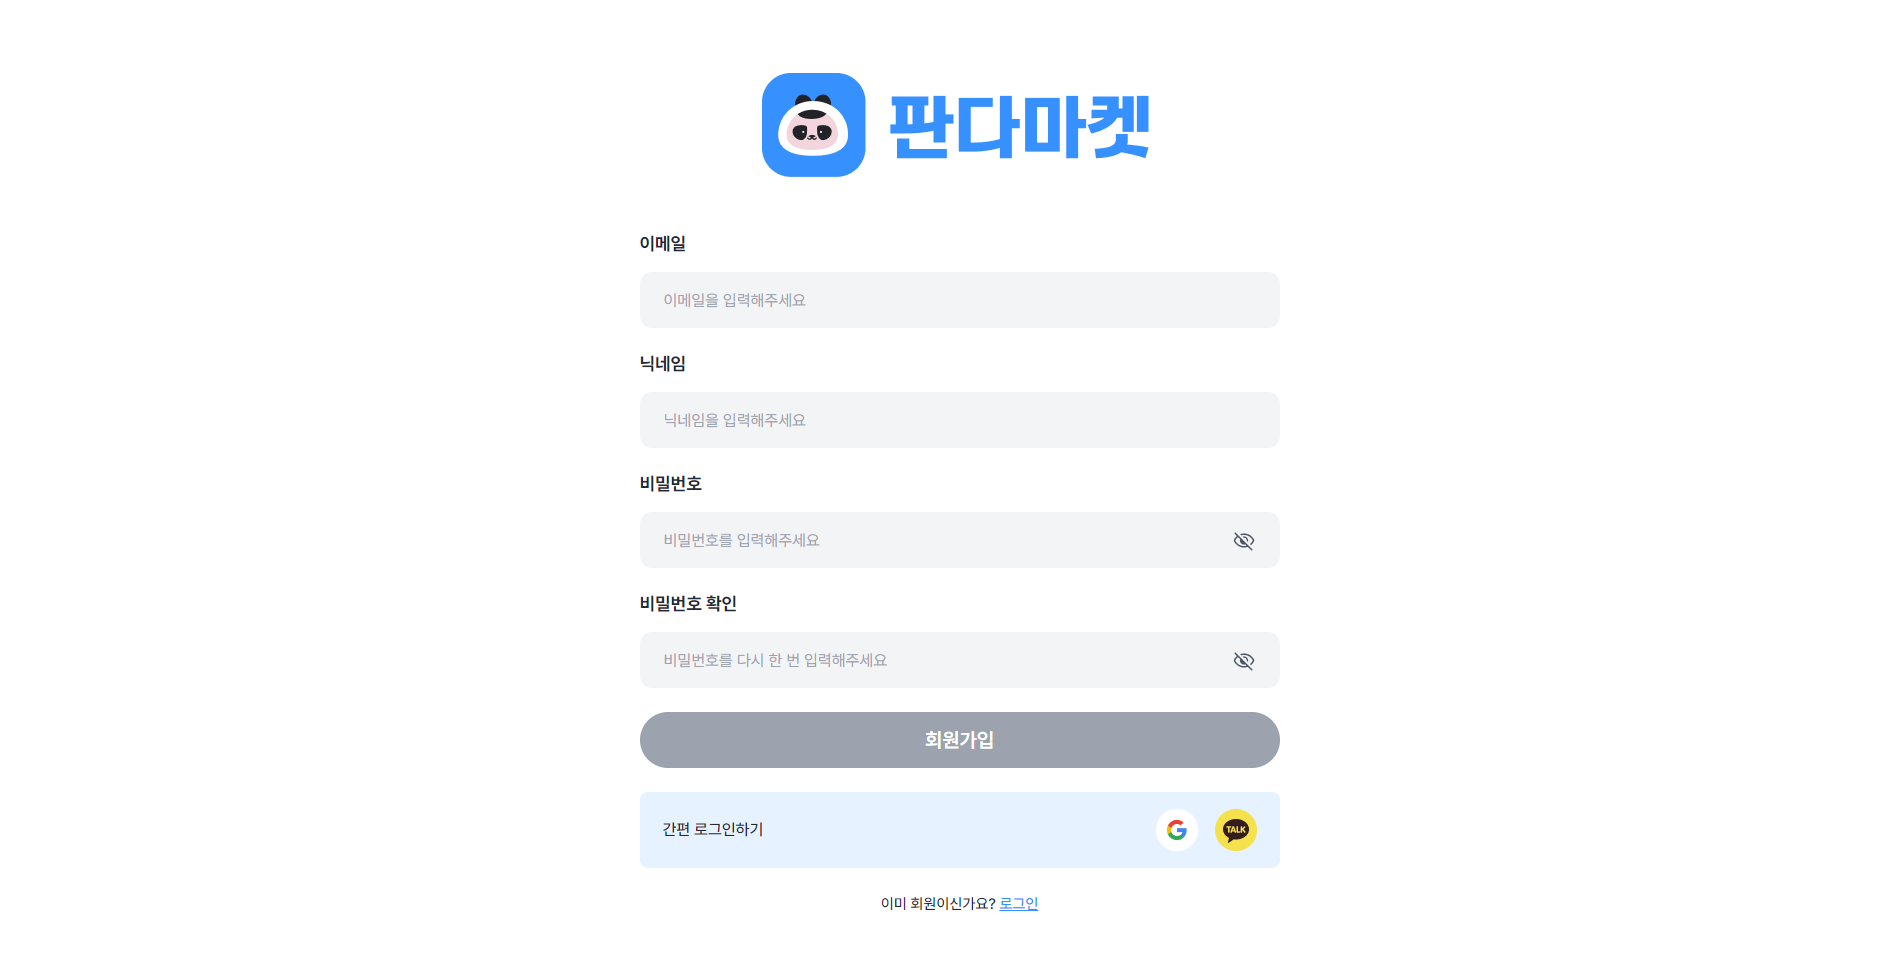 판다마켓
이메일
이메일을 입력해주세요
닉네임
닉네임을 입력해주세요
비밀번호
비밀번호를 입력해주세요
비밀번호 확인
비밀번호를 다시 한 번 입력해주세요
회원가입
간편 로그인하기
TALK
이미 회원이신가요? 로그인